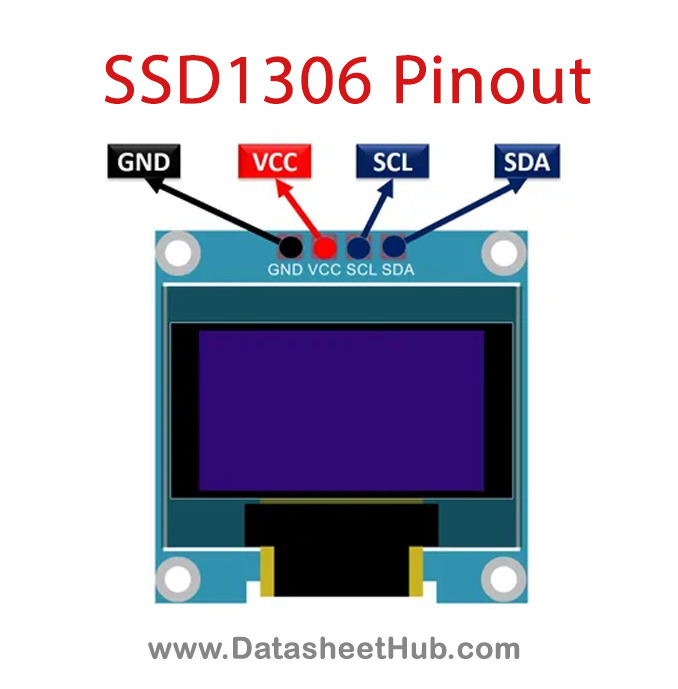 SSD1306 Pinout
GND VCC SCL SDA
GND VCC SCL SDA
www.DatasheetHub.com